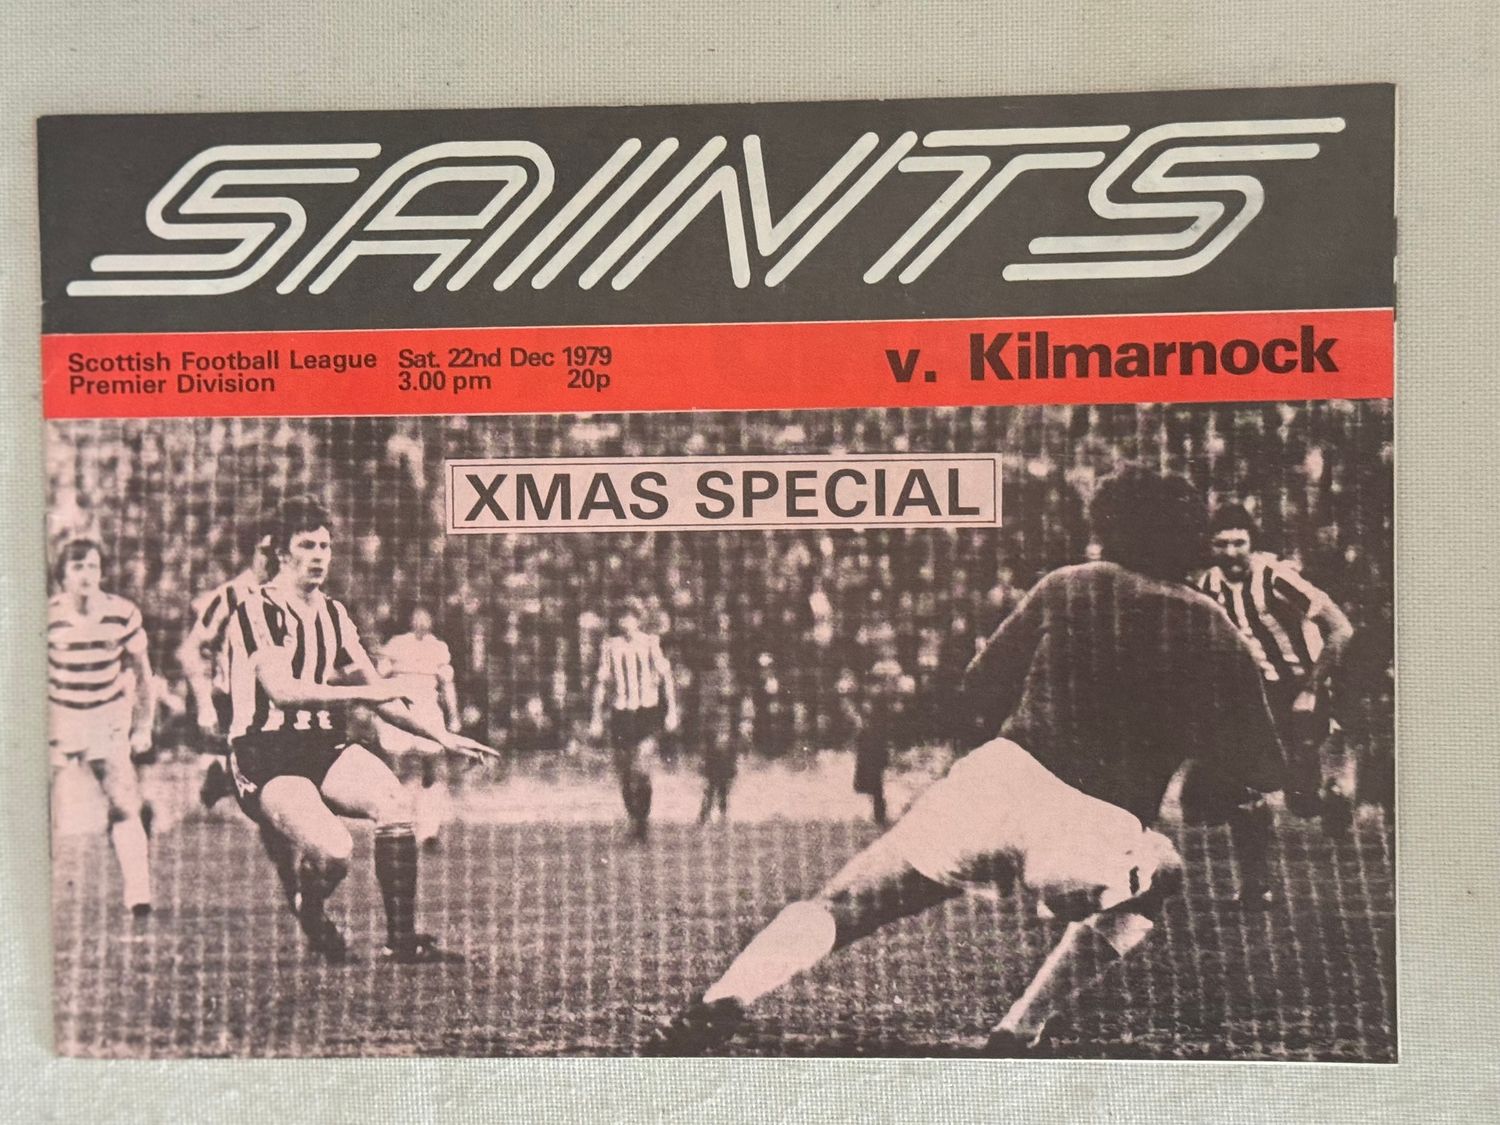 SAINTS
Scottish Football League Sat. 22nd Dec 1979
Premier Division 3.00 pm 20p
v. Kilmarnock
XMAS SPECIAL